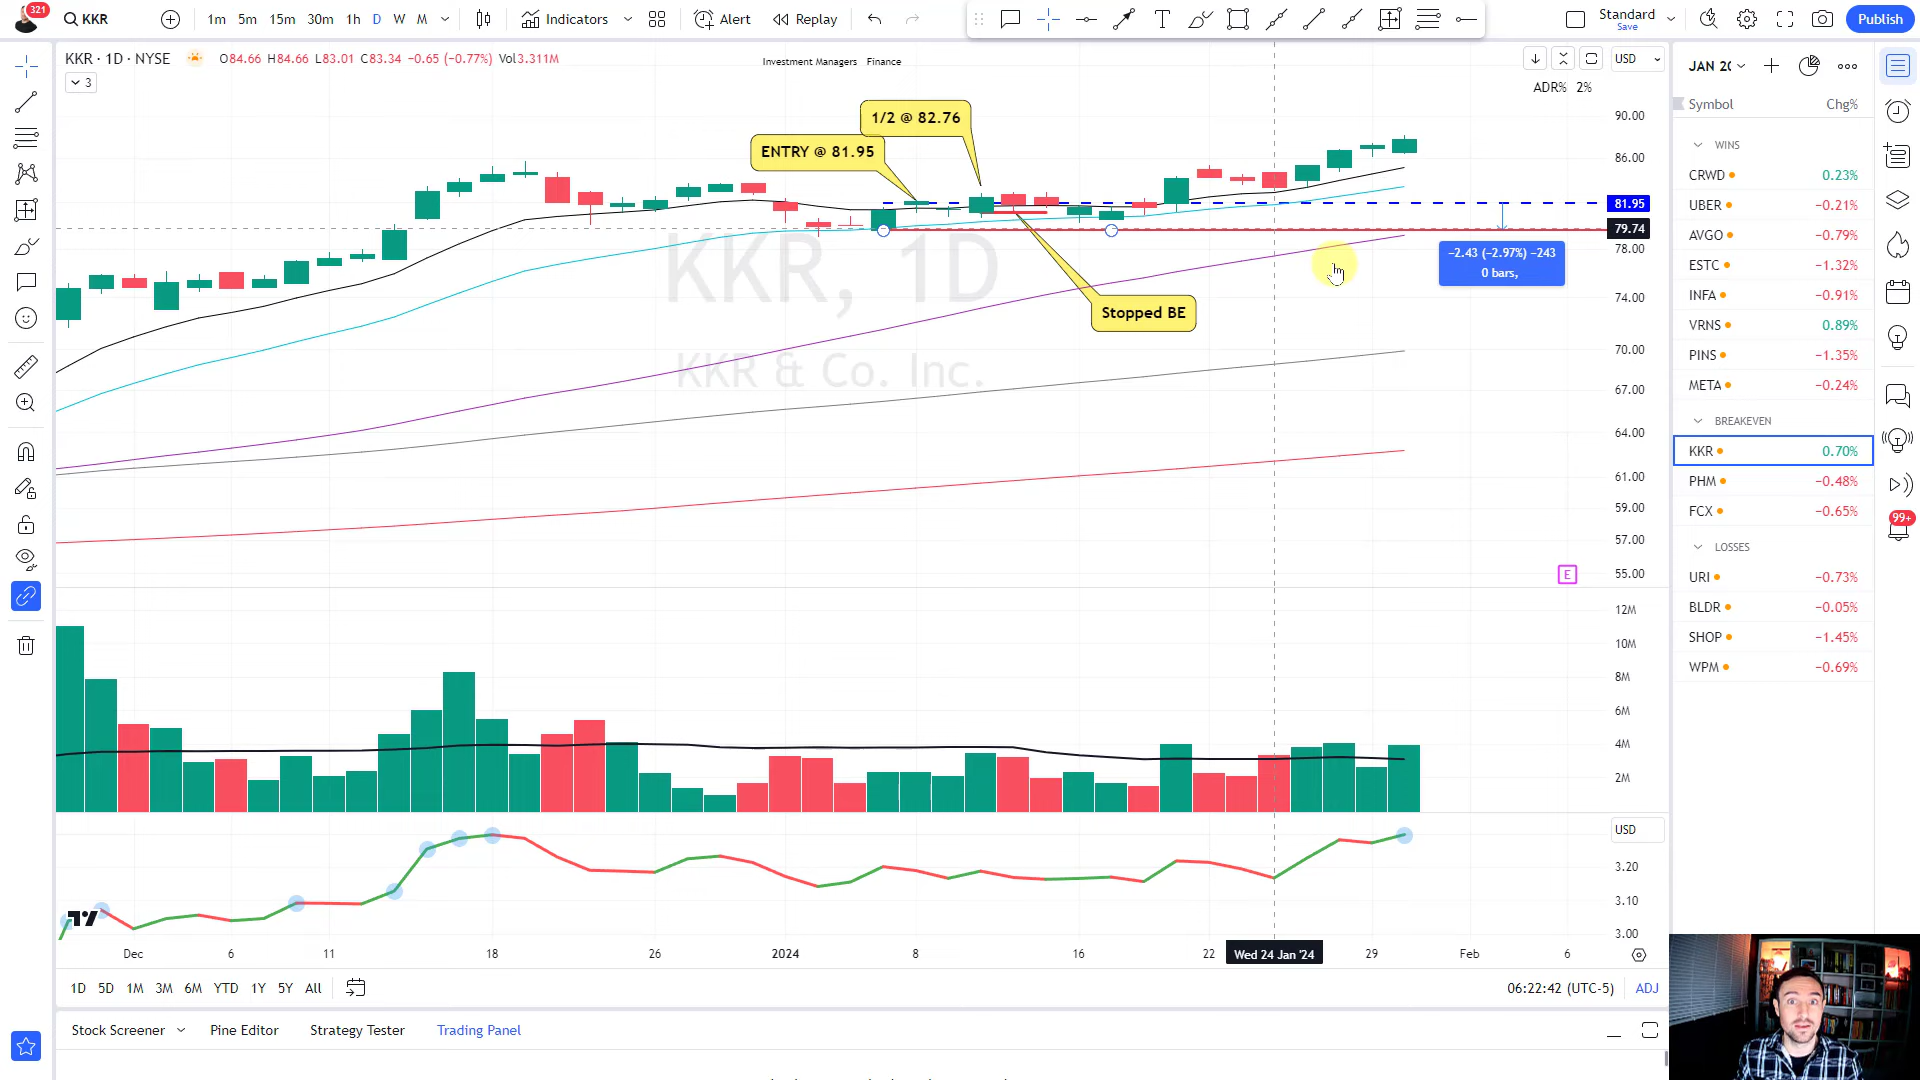 321
KKR
1m 5m 15m 30m 1h D W M
Indicators
Alert
Replay
Standard
Save
Publish
KKR · 1D · NYSE
O84.66 H84.66 L83.01 C83.34 −0.65 (−0.77%) Vol3.311M
3
Investment Managers Finance
USD
ADR% 2%
1/2 @ 82.76
ENTRY @ 81.95
Stopped BE
KKR, 1D
KKR & Co. Inc.
−2.43 (−2.97%) −243
0 bars,
90.00
86.00
81.95
79.74
78.00
74.00
70.00
67.00
64.00
61.00
59.00
57.00
55.00
E
12M
10M
8M
6M
4M
2M
USD
3.20
3.10
3.00
Dec 6 11 18 26 2024 8 16 22 Wed 24 Jan '24 29 Feb 6
1D 5D 1M 3M 6M YTD 1Y 5Y All
06:22:42 (UTC-5) ADJ
Stock Screener Pine Editor Strategy Tester Trading Panel
Symbol Chg%
WINS
CRWD 0.23%
UBER −0.21%
AVGO −0.79%
ESTC −1.32%
INFA −0.91%
VRNS 0.89%
PINS −1.35%
META −0.24%
BREAKEVEN
KKR 0.70%
PHM −0.48%
FCX −0.65%
LOSSES
URI −0.73%
BLDR −0.05%
SHOP −1.45%
WPM −0.69%
99+